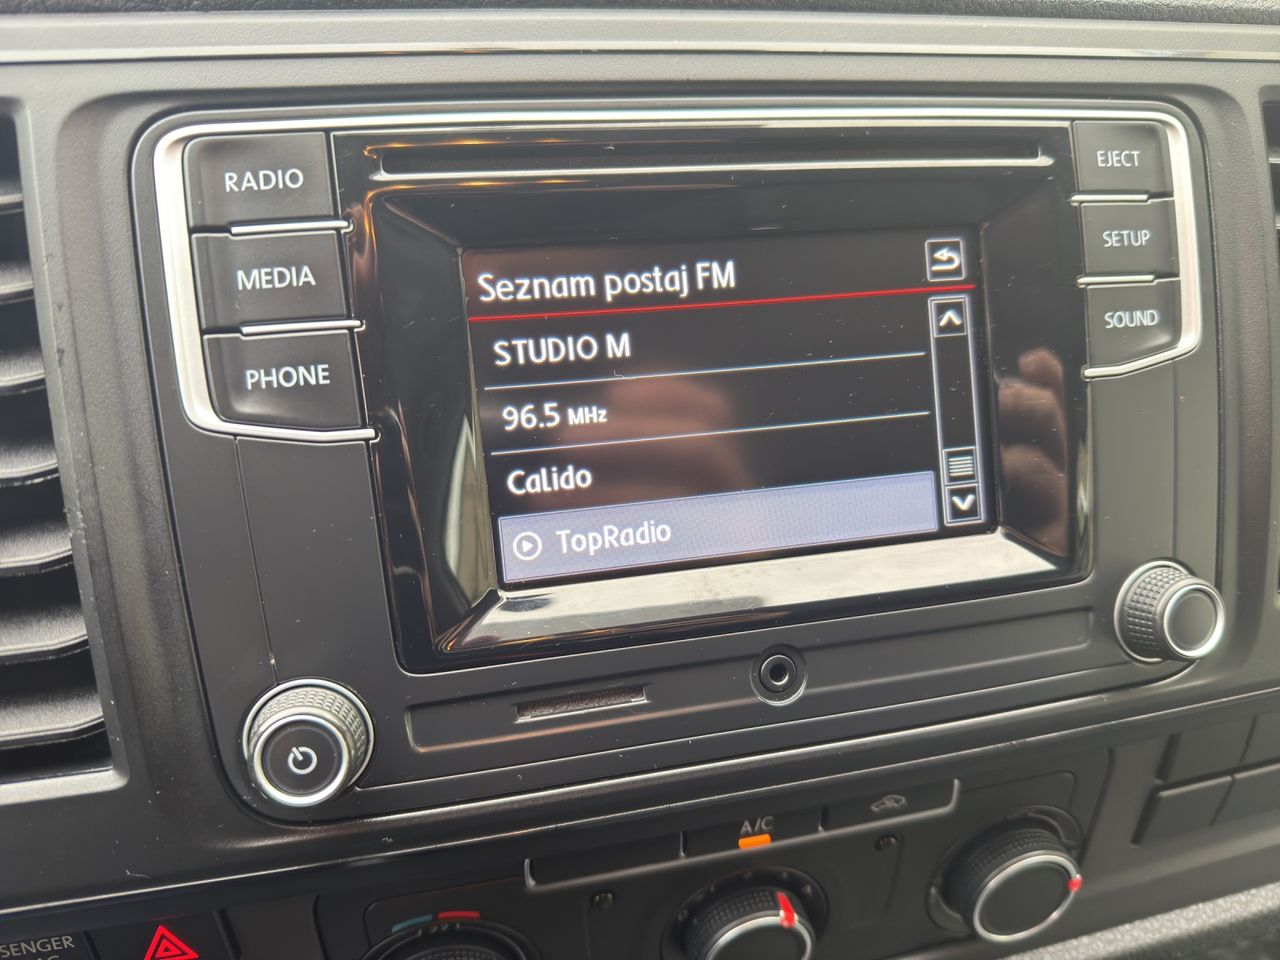 RADIO
MEDIA
PHONE
EJECT
SETUP
SOUND
Seznam postaj FM
STUDIO M
96.5 MHz
Calido
TopRadio
A/C